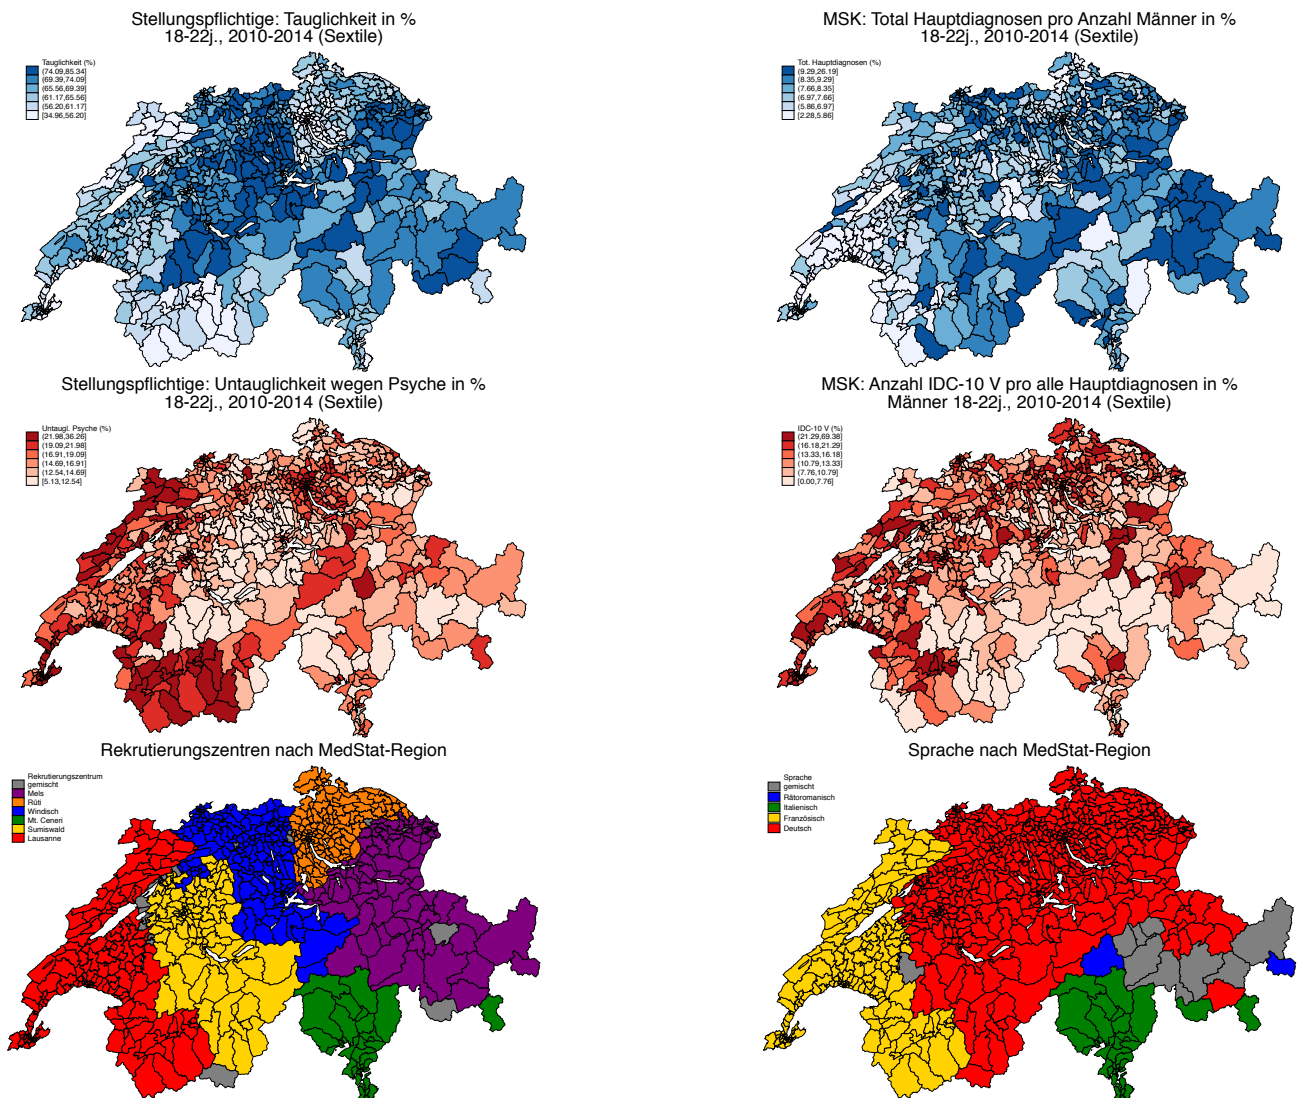 Stellungspflichtige: Tauglichkeit in %
18-22j., 2010-2014 (Sextile)
Tauglichkeit (%)
(74.09,85.34]
(69.39,74.09]
(65.56,69.39]
(61.17,65.56]
(56.20,61.17]
[34.96,56.20]
MSK: Total Hauptdiagnosen pro Anzahl Männer in %
18-22j., 2010-2014 (Sextile)
Tot. Hauptdiagnosen (%)
(9.29,26.19]
(8.35,9.29]
(7.66,8.35]
(6.97,7.66]
(5.86,6.97]
[2.28,5.86]
Stellungspflichtige: Untauglichkeit wegen Psyche in %
18-22j., 2010-2014 (Sextile)
Untaugl. Psyche (%)
(21.98,36.26]
(19.09,21.98]
(16.91,19.09]
(14.69,16.91]
(12.54,14.69]
[5.13,12.54]
MSK: Anzahl IDC-10 V pro alle Hauptdiagnosen in %
Männer 18-22j., 2010-2014 (Sextile)
IDC-10 V (%)
(21.29,69.38]
(16.18,21.29]
(13.33,16.18]
(10.79,13.33]
(7.76,10.79]
[0.00,7.76]
Rekrutierungszentren nach MedStat-Region
Rekrutierungszentrum
gemischt
Mels
Rüti
Windisch
Mt. Ceneri
Sumiswald
Lausanne
Sprache nach MedStat-Region
Sprache
gemischt
Rätoromanisch
Italienisch
Französisch
Deutsch